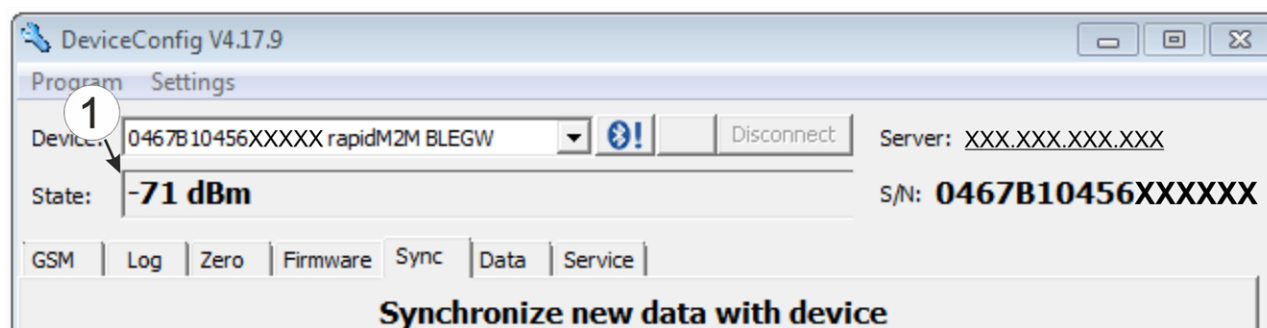 DeviceConfig V4.17.9
Program Settings
1
Device: 0467B10456XXXXX rapidM2M BLEGW Disconnect Server: XXX.XXX.XXX.XXX
State: -71 dBm S/N: 0467B10456XXXXXX
GSM Log Zero Firmware Sync Data Service
Synchronize new data with device